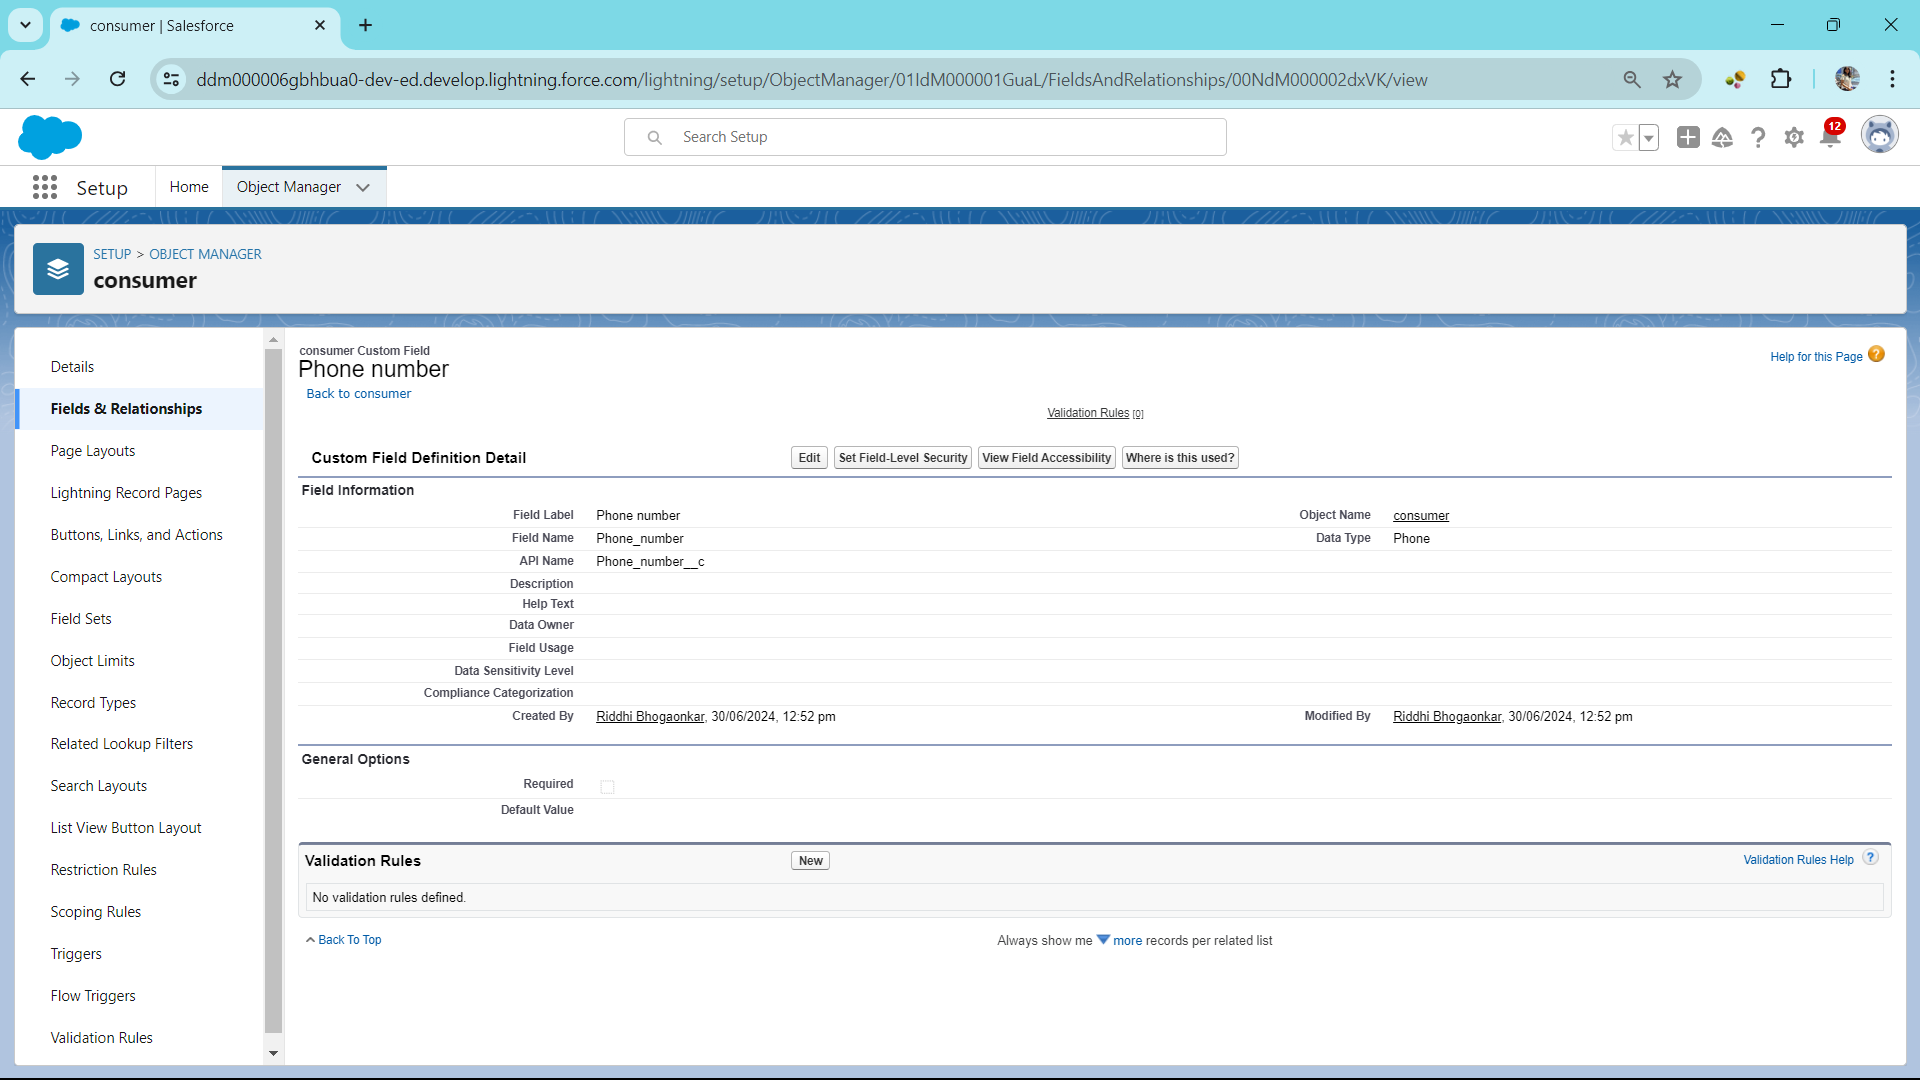 consumer | Salesforce
ddm000006gbhbua0-dev-ed.develop.lightning.force.com/lightning/setup/ObjectManager/01IdM000001GuaL/FieldsAndRelationships/00NdM000002dxVK/view
Search Setup
12
Setup
Home
Object Manager
SETUP > OBJECT MANAGER
consumer
Details
Fields & Relationships
Page Layouts
Lightning Record Pages
Buttons, Links, and Actions
Compact Layouts
Field Sets
Object Limits
Record Types
Related Lookup Filters
Search Layouts
List View Button Layout
Restriction Rules
Scoping Rules
Triggers
Flow Triggers
Validation Rules
consumer Custom Field
Phone number
Help for this Page
Back to consumer
Validation Rules [0]
Custom Field Definition Detail
Edit
Set Field-Level Security
View Field Accessibility
Where is this used?
Field Information
Field Label Phone number Object Name consumer
Field Name Phone_number Data Type Phone
API Name Phone_number__c
Description
Help Text
Data Owner
Field Usage
Data Sensitivity Level
Compliance Categorization
Created By Riddhi Bhogaonkar, 30/06/2024, 12:52 pm Modified By Riddhi Bhogaonkar, 30/06/2024, 12:52 pm
General Options
Required
Default Value
Validation Rules
New
Validation Rules Help ?
No validation rules defined.
Back To Top
Always show me more records per related list